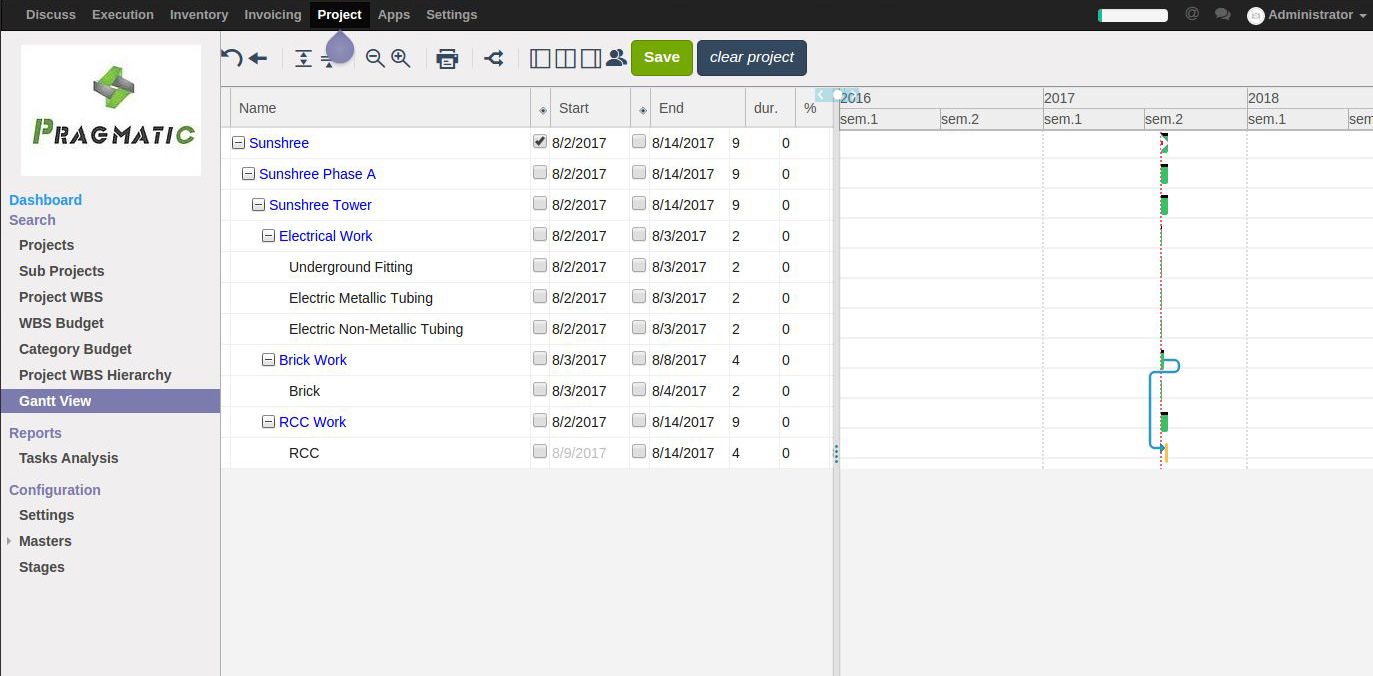 Discuss Execution Inventory Invoicing Project Apps Settings @ Administrator
Save clear project
PRAGMATIC
Dashboard
Search
Projects
Sub Projects
Project WBS
WBS Budget
Category Budget
Project WBS Hierarchy
Gantt View
Reports
Tasks Analysis
Configuration
Settings
Masters
Stages
Name Start End dur. %
Sunshree 8/2/2017 8/14/2017 9 0
Sunshree Phase A 8/2/2017 8/14/2017 9 0
Sunshree Tower 8/2/2017 8/14/2017 9 0
Electrical Work 8/2/2017 8/3/2017 2 0
Underground Fitting 8/2/2017 8/3/2017 2 0
Electric Metallic Tubing 8/2/2017 8/3/2017 2 0
Electric Non-Metallic Tubing 8/2/2017 8/3/2017 2 0
Brick Work 8/3/2017 8/8/2017 4 0
Brick 8/3/2017 8/4/2017 2 0
RCC Work 8/2/2017 8/14/2017 9 0
RCC 8/9/2017 8/14/2017 4 0
2016 2017 2018
sem.1 sem.2 sem.1 sem.2 sem.1 sem